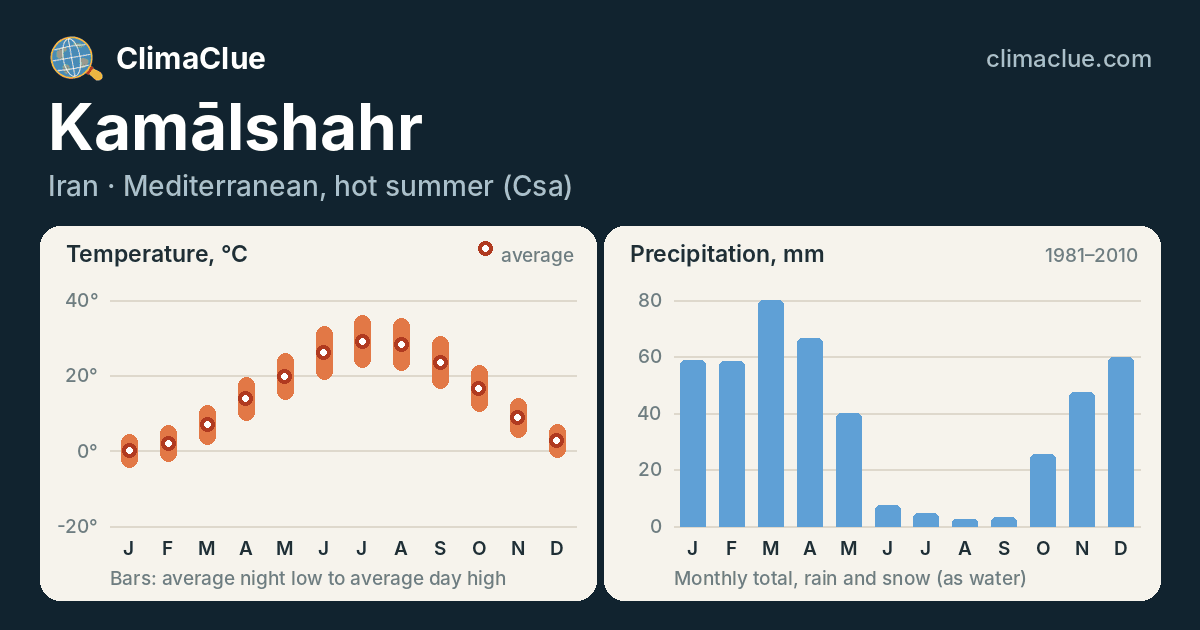 ClimaClue
climaclue.com
Kamālshahr
Iran · Mediterranean, hot summer (Csa)
Temperature, °C
average
40°
20°
0°
-20°
J F M A M J J A S O N D
Bars: average night low to average day high
Precipitation, mm
1981–2010
80
60
40
20
0
J F M A M J J A S O N D
Monthly total, rain and snow (as water)